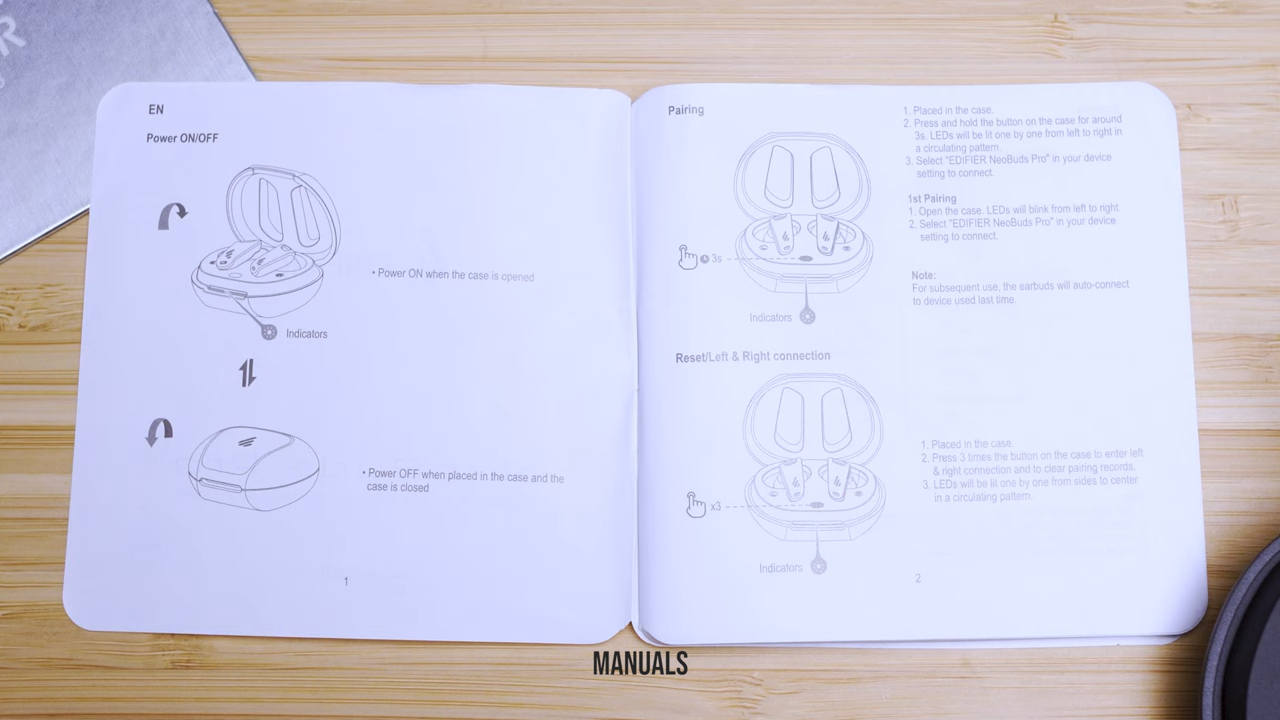 R
EN
Power ON/OFF
• Power ON when the case is opened
Indicators
• Power OFF when placed in the case and the
case is closed
1
Pairing
3s
Indicators
1. Placed in the case.
2. Press and hold the button on the case for around
3s. LEDs will be lit one by one from left to right in
a circulating pattern.
3. Select "EDIFIER NeoBuds Pro" in your device
setting to connect.
1st Pairing
1. Open the case. LEDs will blink from left to right.
2. Select "EDIFIER NeoBuds Pro" in your device
setting to connect.
Note:
For subsequent use, the earbuds will auto-connect
to device used last time.
Reset/Left & Right connection
x3
Indicators
1. Placed in the case.
2. Press 3 times the button on the case to enter left
& right connection and to clear pairing records.
3. LEDs will be lit one by one from sides to center
in a circulating pattern.
2
MANUALS